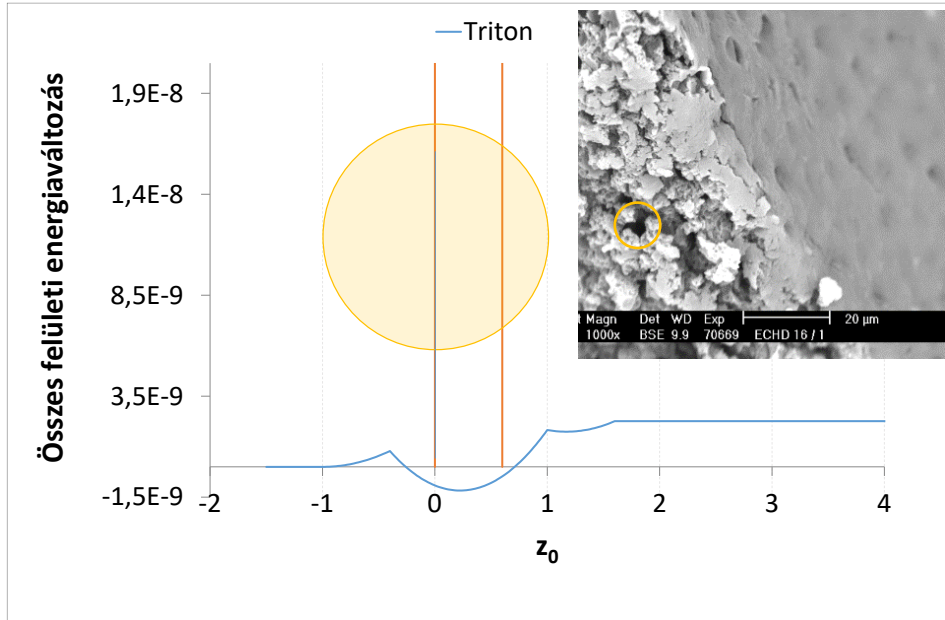 Triton
Összes felületi energiaváltozás
1,9E-8
1,4E-8
8,5E-9
3,5E-9
-1,5E-9
-2
-1
0
1
2
3
4
z0
t Magn Det WD Exp 20 µm
1000x BSE 9.9 70669 ECHD 16 / 1